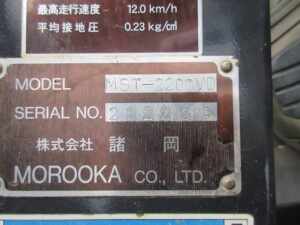 最高走行速度 12.0 km/h
平均接地圧 0.23 kg/cm²
MODEL MST-2200VD
SERIAL NO.
株式会社 諸岡
MOROOKA CO., LTD.